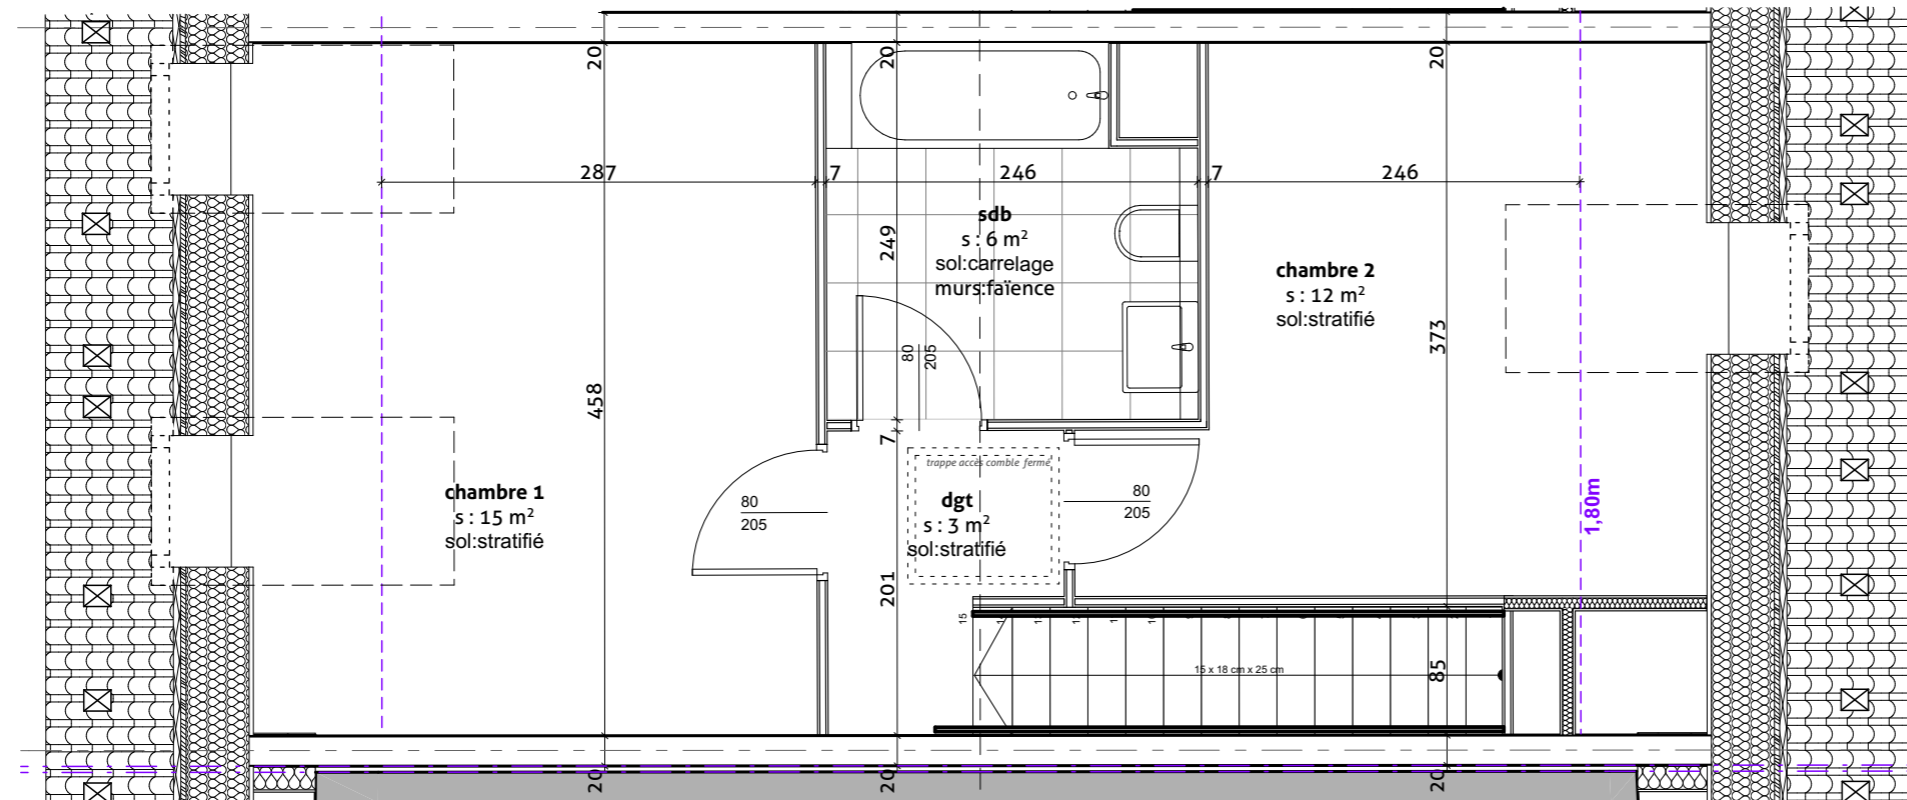 20
20
20
287
7
246
7
246
sdb
s : 6 m²
sol:carrelage
murs:faïence
249
chambre 2
s : 12 m²
sol:stratifié
373
80
205
458
7
trappe accès comble fermé
chambre 1
s : 15 m²
sol:stratifié
80
205
dgt
s : 3 m²
sol:stratifié
80
205
1,80m
201
15
15 x 18 cm x 25 cm
85
20
20
20